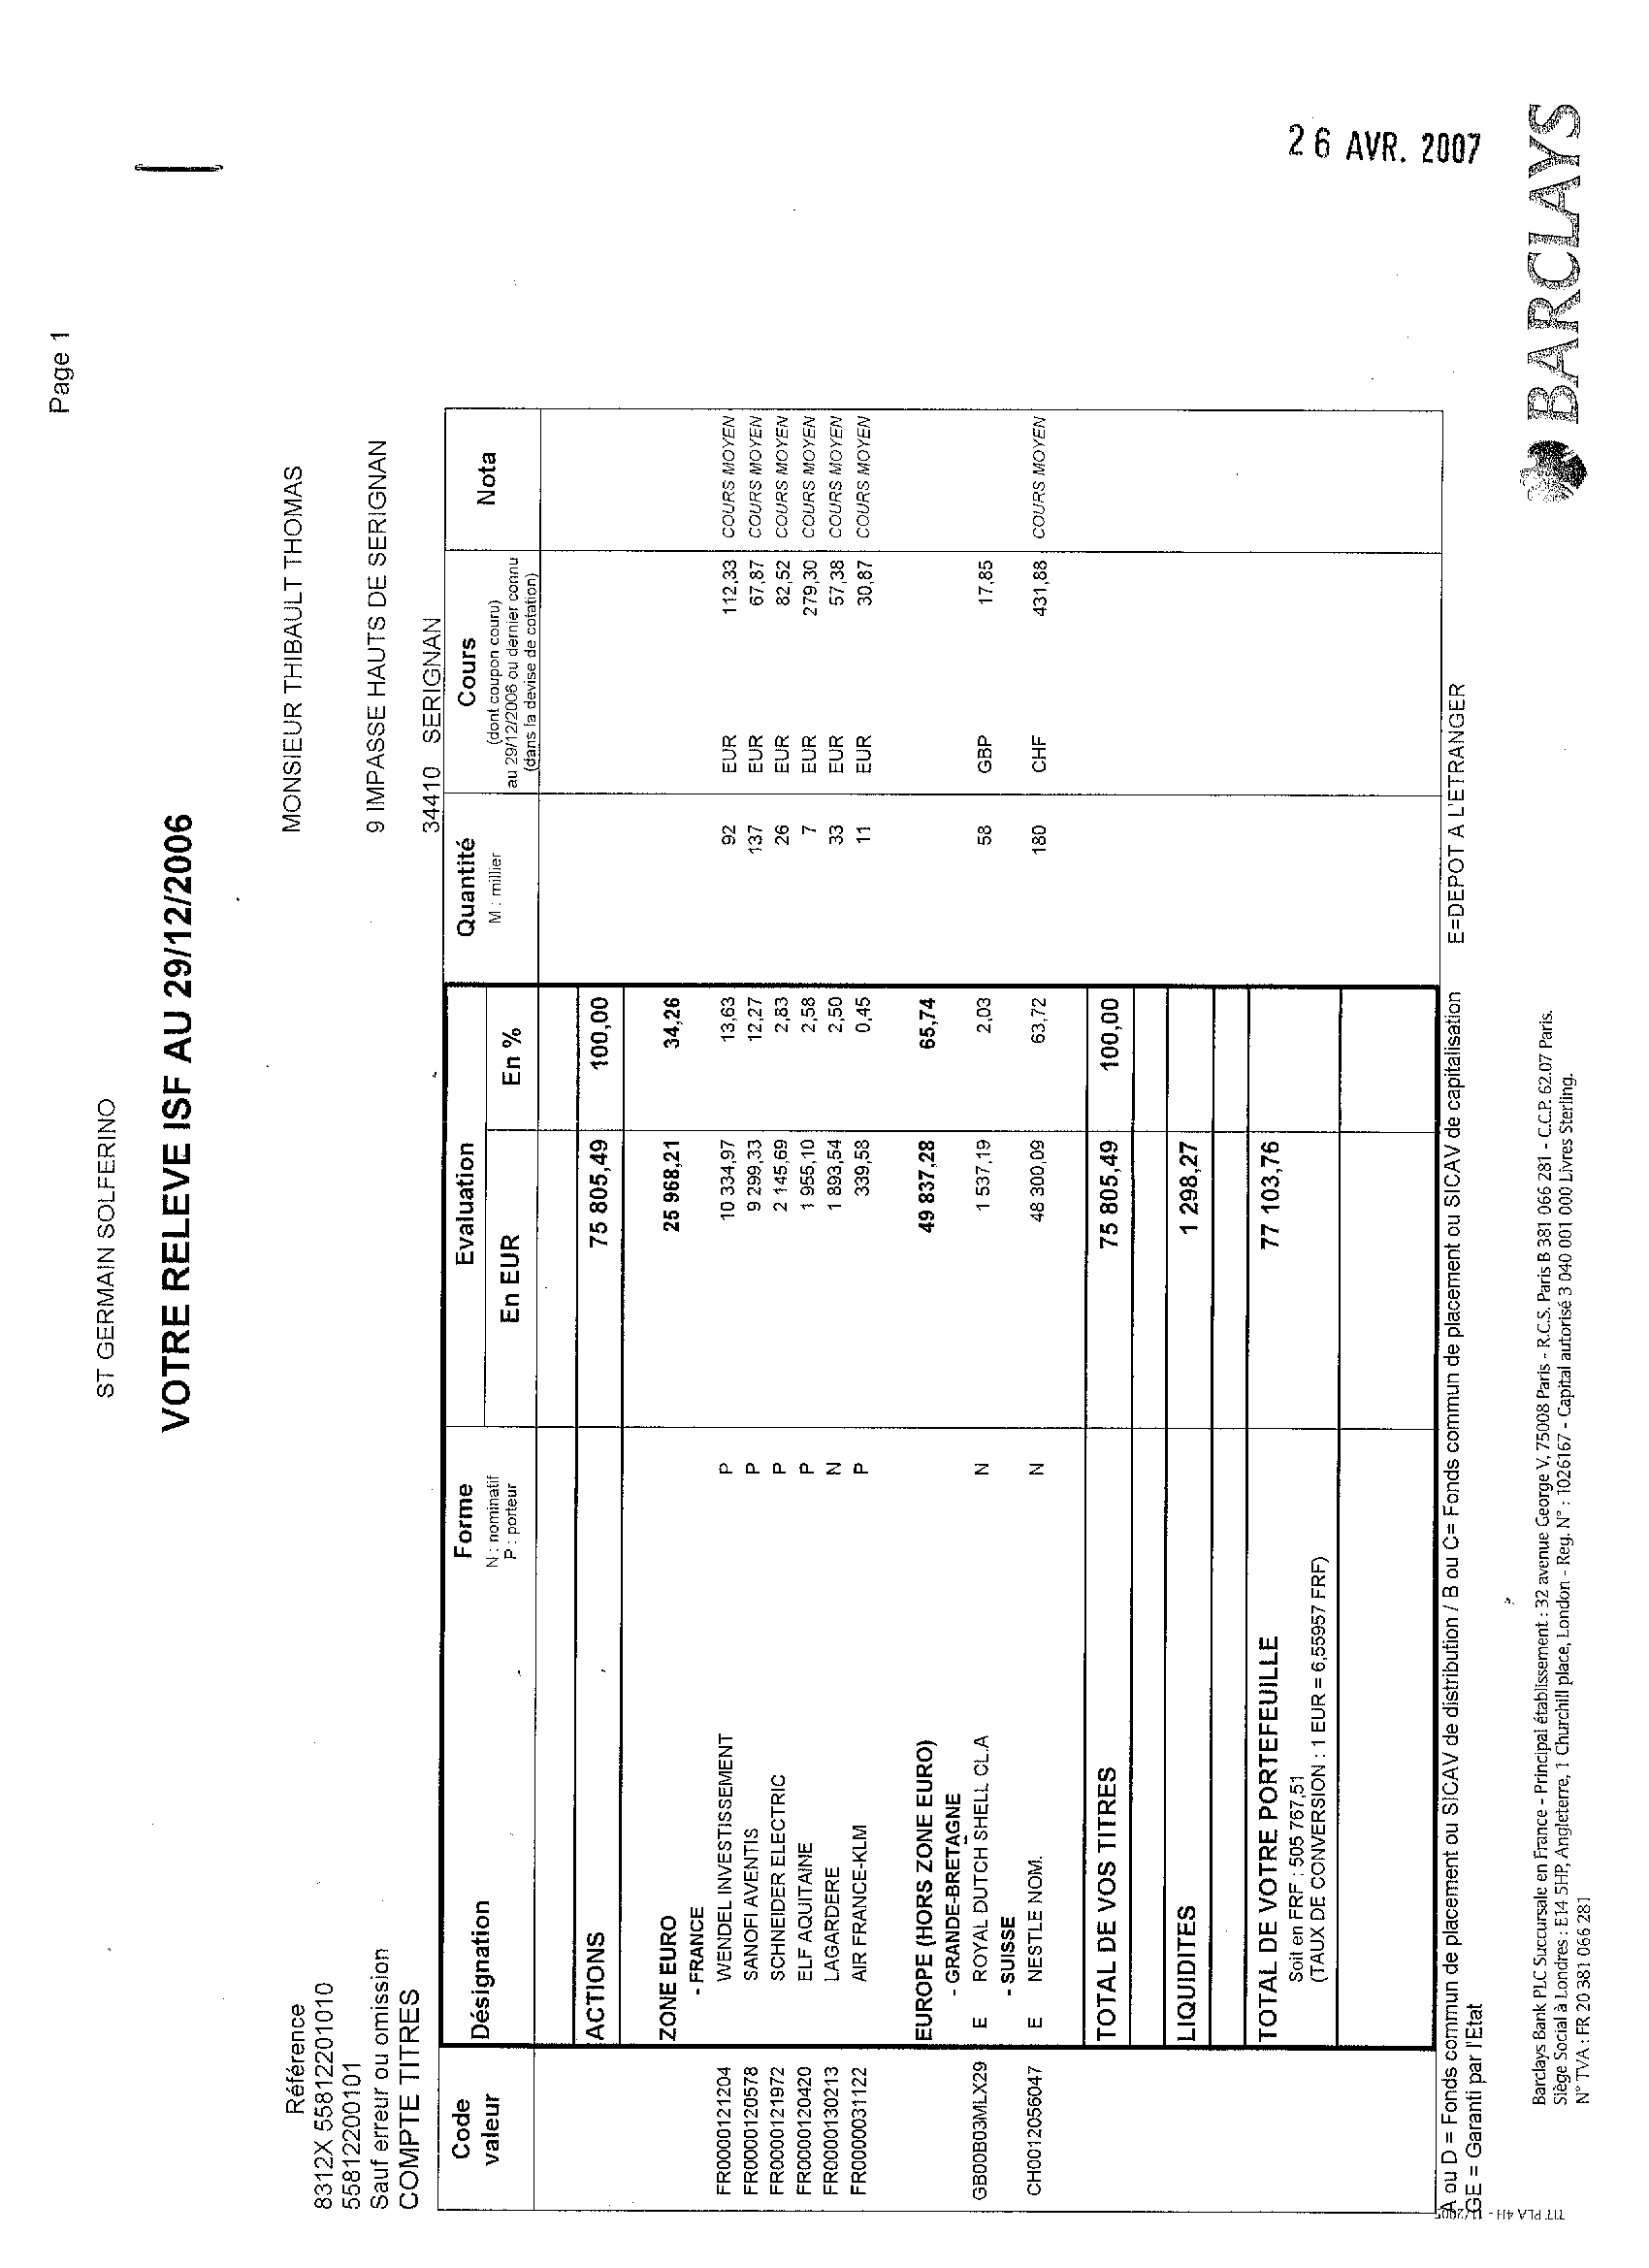 Page 1
ST GERMAIN SOLFERINO
VOTRE RELEVE ISF AU 29/12/2006
Référence
8312X 55812201010
55812200101
Sauf erreur ou omission
COMPTE TITRES
MONSIEUR THIBAULT THOMAS
9 IMPASSE HAUTS DE SERIGNAN
34410 SERIGNAN
Code valeur Désignation Forme Evaluation Quantité Cours Nota
N : nominatif P : porteur En EUR En % M : millier (dont coupon couru) au 29/12/2006 ou dernier connu (dans la devise de cotation)
ACTIONS 75 805,49 100,00
ZONE EURO 25 968,21 34,26
- FRANCE
FR0000121204 WENDEL INVESTISSEMENT P 10 334,97 13,63 92 EUR 112,33 COURS MOYEN
FR0000120578 SANOFI AVENTIS P 9 299,33 12,27 137 EUR 67,87 COURS MOYEN
FR0000121972 SCHNEIDER ELECTRIC P 2 145,69 2,83 26 EUR 82,52 COURS MOYEN
FR0000120420 ELF AQUITAINE P 1 955,10 2,58 7 EUR 279,30 COURS MOYEN
FR0000130213 LAGARDERE N 1 893,54 2,50 33 EUR 57,38 COURS MOYEN
FR0000031122 AIR FRANCE-KLM P 339,58 0,45 11 EUR 30,87 COURS MOYEN
EUROPE (HORS ZONE EURO) 49 837,28 65,74
- GRANDE-BRETAGNE
GB00B03MLX29 E ROYAL DUTCH SHELL CL.A N 1 537,19 2,03 58 GBP 17,85
- SUISSE
CH0012056047 E NESTLE NOM. N 48 300,09 63,72 180 CHF 431,88 COURS MOYEN
TOTAL DE VOS TITRES 75 805,49 100,00
LIQUIDITES 1 298,27
TOTAL DE VOTRE PORTEFEUILLE 77 103,76
Soit en FRF : 505 767,51
(TAUX DE CONVERSION : 1 EUR = 6,55957 FRF)
A ou D = Fonds commun de placement ou SICAV de distribution / B ou C= Fonds commun de placement ou SICAV de capitalisation E=DEPOT A L'ETRANGER
GE = Garanti par l'Etat
TIT PLA 4H - 11/2005
26 AVR. 2007
Barclays Bank PLC Succursale en France - Principal établissement : 32 avenue George V, 75008 Paris - R.C.S. Paris B 381 066 281 - C.C.P. 62.07 Paris.
Siège Social à Londres : E14 5HP, Angleterre, 1 Churchill place, London - Reg. N° : 1026167 - Capital autorisé 3 040 001 000 Livres Sterling.
N° TVA : FR 20 381 066 281
BARCLAYS